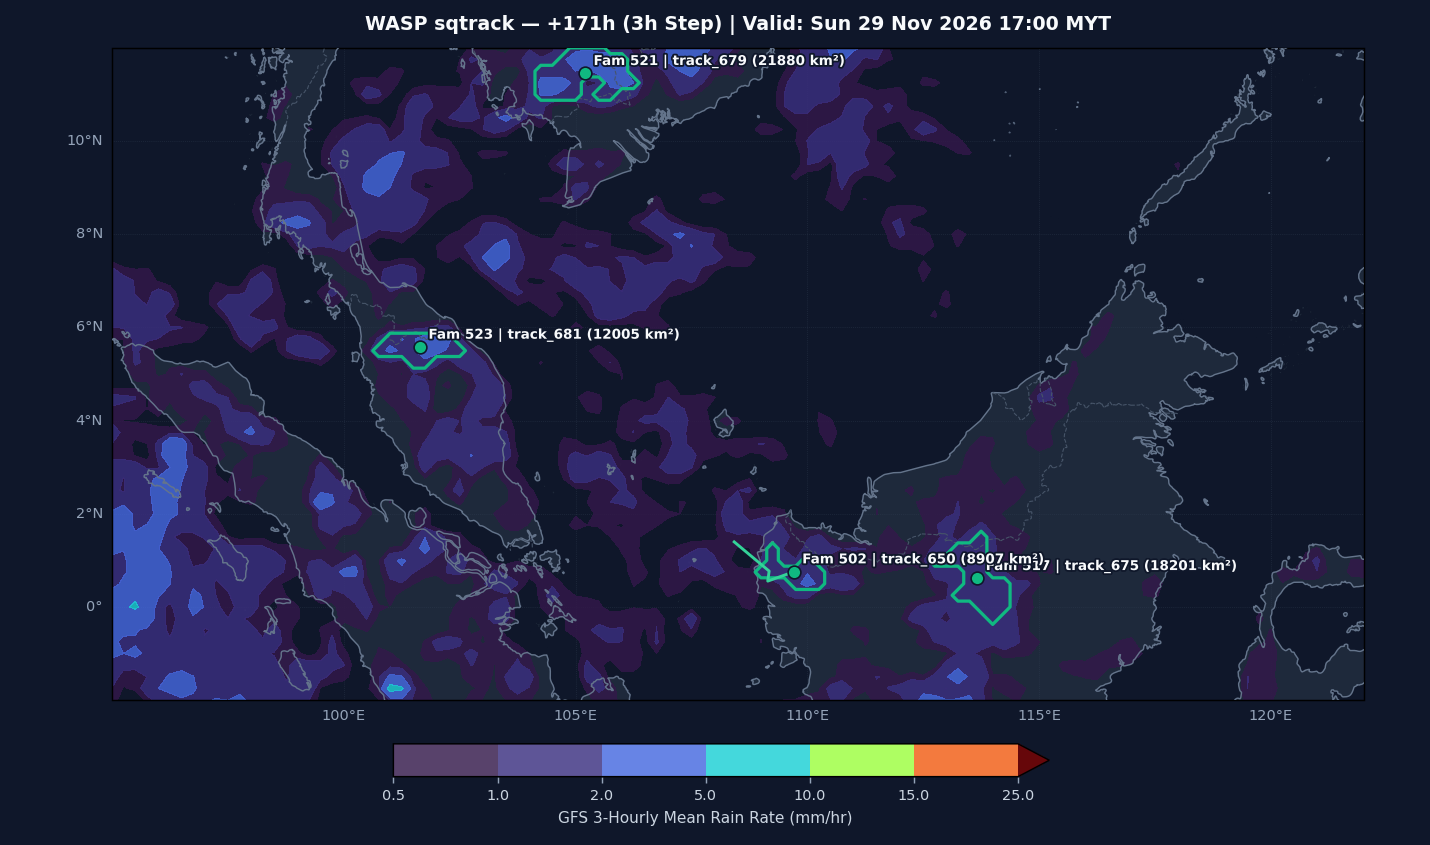 WASP sqtrack — +171h (3h Step) | Valid: Sun 29 Nov 2026 17:00 MYT
Fam 521 | track_679 (21880 km²)
10°N
8°N
6°N
Fam 523 | track_681 (12005 km²)
4°N
2°N
Fam 502 | track_650 (8907 km²)
Fam 517 | track_675 (18201 km²)
0°
100°E 105°E 110°E 115°E 120°E
0.5 1.0 2.0 5.0 10.0 15.0 25.0
GFS 3-Hourly Mean Rain Rate (mm/hr)